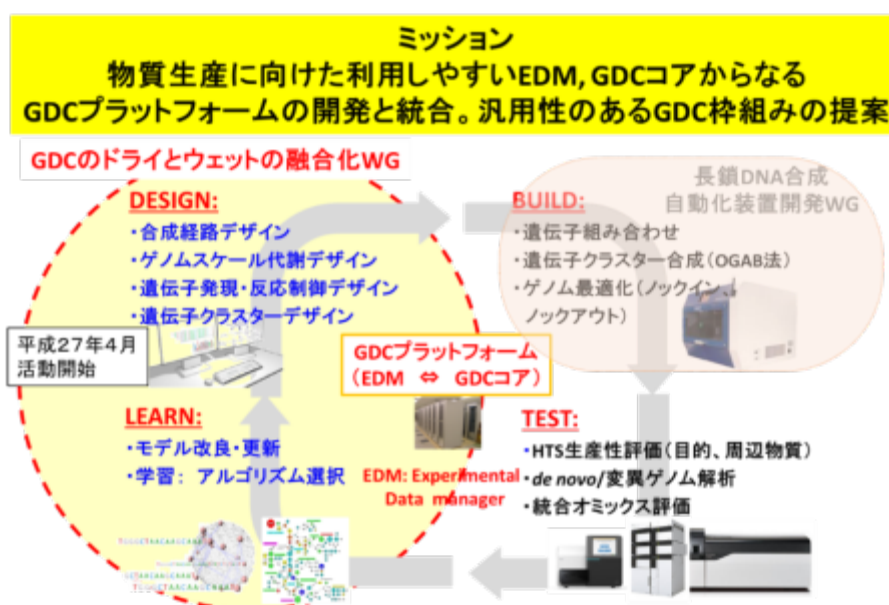 ミッション
物質生産に向けた利用しやすいEDM, GDCコアからなる
GDCプラットフォームの開発と統合。汎用性のあるGDC枠組みの提案
GDCのドライとウェットの融合化WG
DESIGN:
・合成経路デザイン
・ゲノムスケール代謝デザイン
・遺伝子発現・反応制御デザイン
・遺伝子クラスターデザイン
長鎖DNA合成
自動化装置開発WG
BUILD:
・遺伝子組み合わせ
・遺伝子クラスター合成(OGAB法)
・ゲノム最適化(ノックイン、
ノックアウト)
平成27年4月
活動開始
GDCプラットフォーム
(EDM ⇔ GDCコア)
LEARN:
・モデル改良・更新
・学習: アルゴリズム選択
EDM: Experimental
Data manager
TEST:
・HTS生産性評価(目的、周辺物質)
・de novo/変異ゲノム解析
・統合オミックス評価